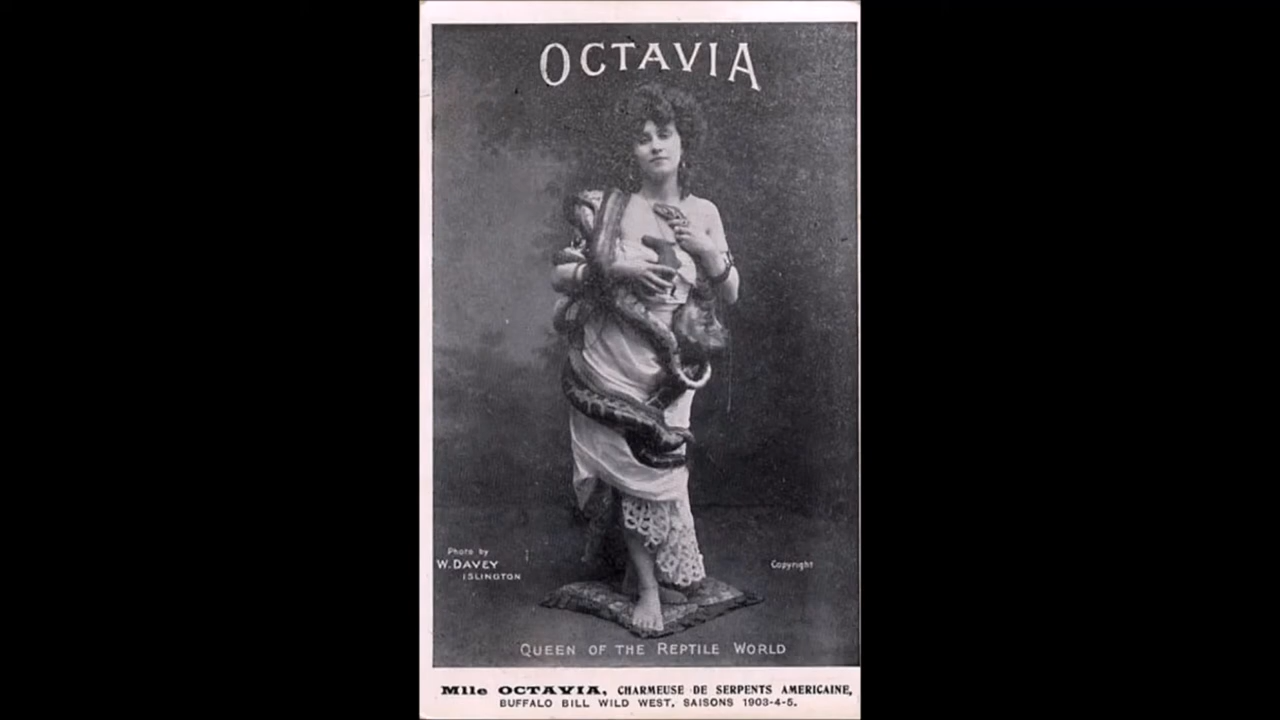 OCTAVIA
Photo by
W. DAVEY
ISLINGTON
Copyright
QUEEN OF THE REPTILE WORLD
Mlle OCTAVIA, CHARMEUSE DE SERPENTS AMERICAINE,
BUFFALO BILL WILD WEST, SAISONS 1903-4-5.